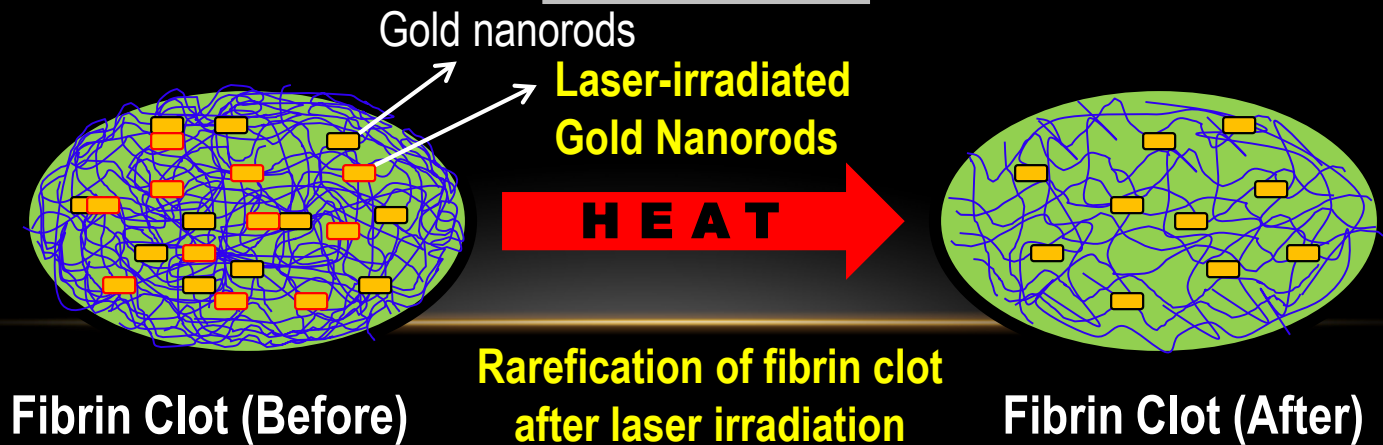 Gold nanorods
Laser-irradiated
Gold Nanorods
HEAT
Rarefication of fibrin clot
after laser irradiation
Fibrin Clot (Before)
Fibrin Clot (After)